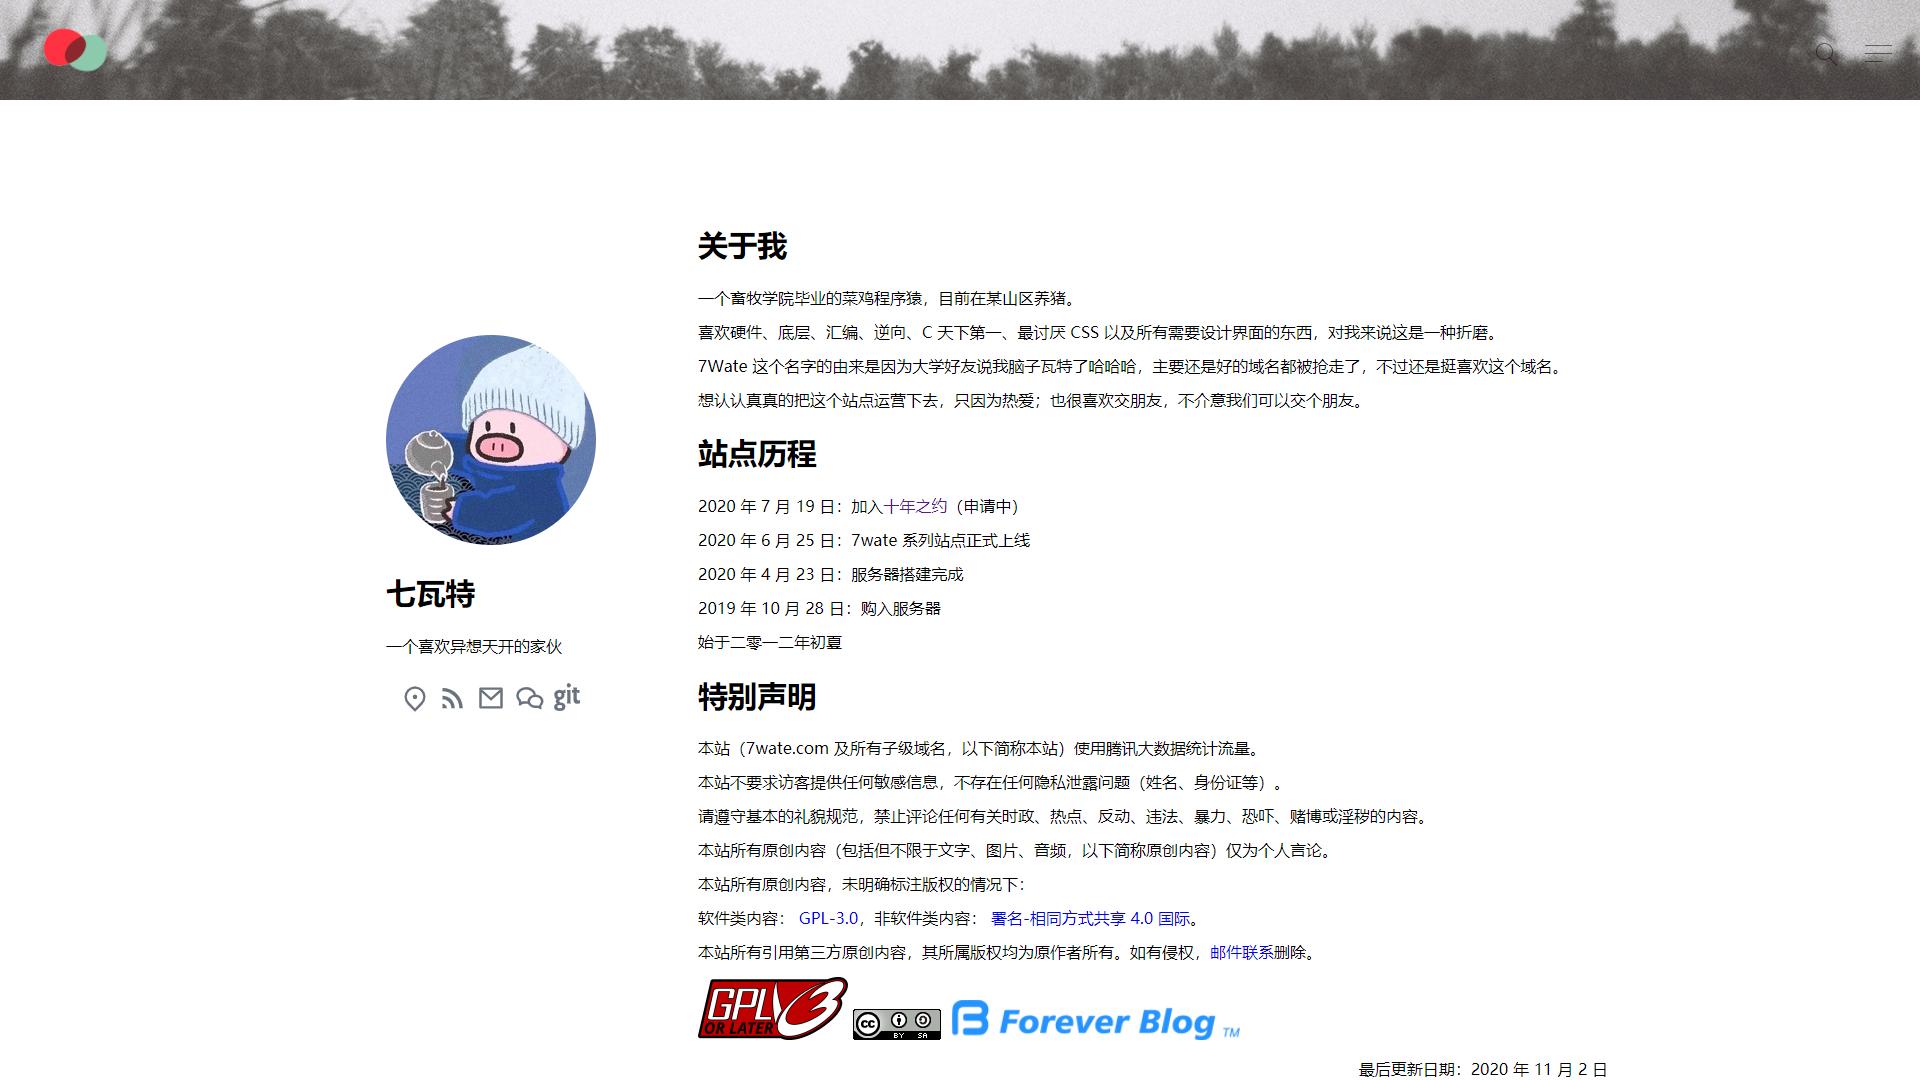 关于我
一个畜牧学院毕业的菜鸡程序猿，目前在某山区养猪。
喜欢硬件、底层、汇编、逆向、C 天下第一、最讨厌 CSS 以及所有需要设计界面的东西，对我来说这是一种折磨。
7Wate 这个名字的由来是因为大学好友说我脑子瓦特了哈哈哈，主要还是好的域名都被抢走了，不过还是挺喜欢这个域名。
想认认真真的把这个站点运营下去，只因为热爱；也很喜欢交朋友，不介意我们可以交个朋友。
站点历程
2020 年 7 月 19 日：加入十年之约（申请中）
2020 年 6 月 25 日：7wate 系列站点正式上线
2020 年 4 月 23 日：服务器搭建完成
2019 年 10 月 28 日：购入服务器
始于二零一二年初夏
七瓦特
一个喜欢异想天开的家伙
git
特别声明
本站（7wate.com 及所有子级域名，以下简称本站）使用腾讯大数据统计流量。
本站不要求访客提供任何敏感信息，不存在任何隐私泄露问题（姓名、身份证等）。
请遵守基本的礼貌规范，禁止评论任何有关时政、热点、反动、违法、暴力、恐吓、赌博或淫秽的内容。
本站所有原创内容（包括但不限于文字、图片、音频，以下简称原创内容）仅为个人言论。
本站所有原创内容，未明确标注版权的情况下：
软件类内容： GPL-3.0，非软件类内容： 署名-相同方式共享 4.0 国际。
本站所有引用第三方原创内容，其所属版权均为原作者所有。如有侵权，邮件联系删除。
GPL v3
OR LATER
cc BY SA
Forever Blog TM
最后更新日期：2020 年 11 月 2 日